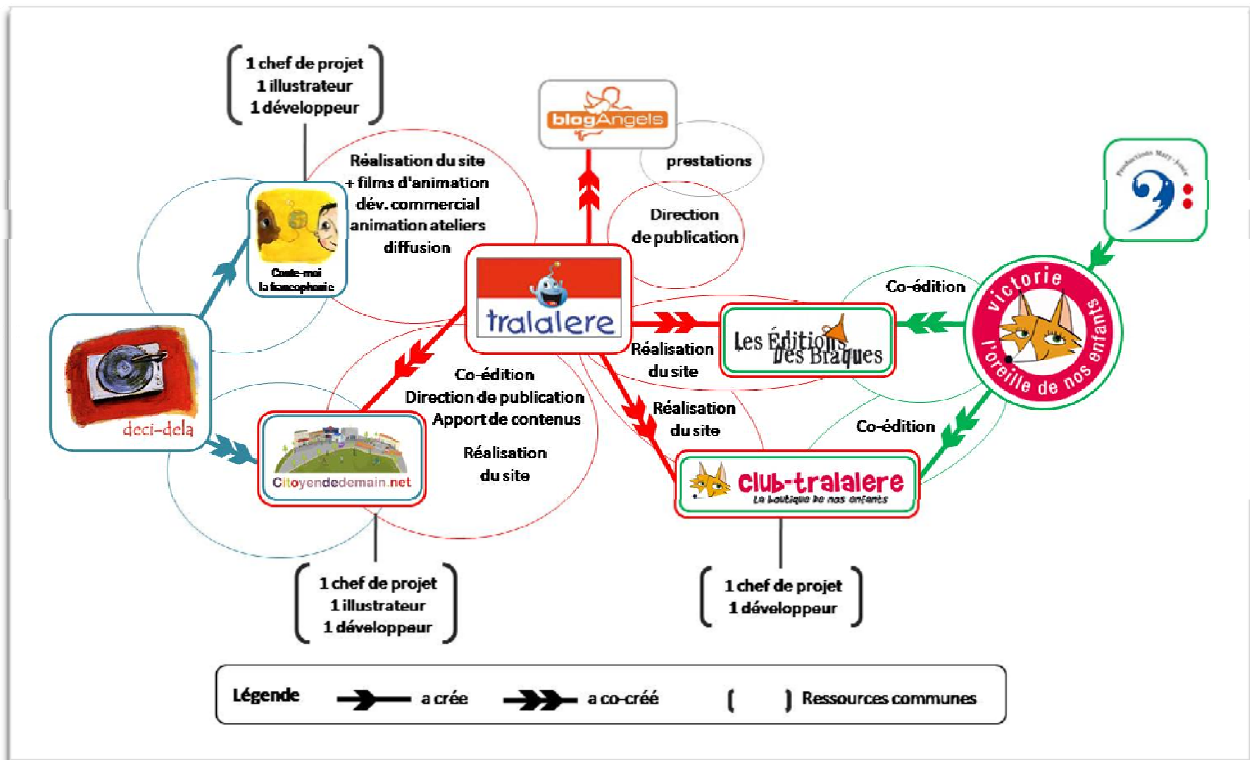 1 chef de projet
1 illustrateur
1 développeur
blogAngels
prestations
Productions Mary-Josée
Réalisation du site
+ films d'animation
dév. commercial
animation ateliers
diffusion
Direction
de publication
Conte-moi
la francophonie
tralalere
Co-édition
victorie
l'oreille de nos enfants
Les Éditions
Des Braques
Réalisation
du site
deci-delà
Co-édition
Direction de publication
Apport de contenus
Réalisation
du site
Réalisation
du site
Co-édition
Citoyendedemain.net
club-tralalere
La boutique de nos enfants
1 chef de projet
1 illustrateur
1 développeur
1 chef de projet
1 développeur
Légende
a crée
a co-créé
( ) Ressources communes